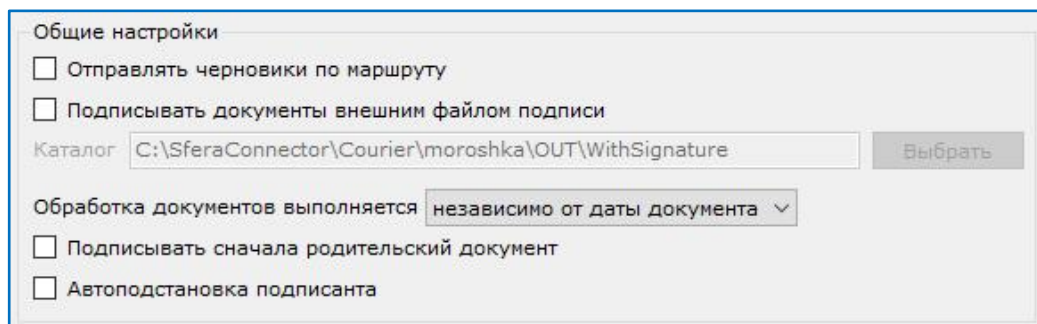 Общие настройки
Отправлять черновики по маршруту
Подписывать документы внешним файлом подписи
Каталог C:\SferaConnector\Courier\moroshka\OUT\WithSignature Выбрать
Обработка документов выполняется независимо от даты документа
Подписывать сначала родительский документ
Автоподстановка подписанта